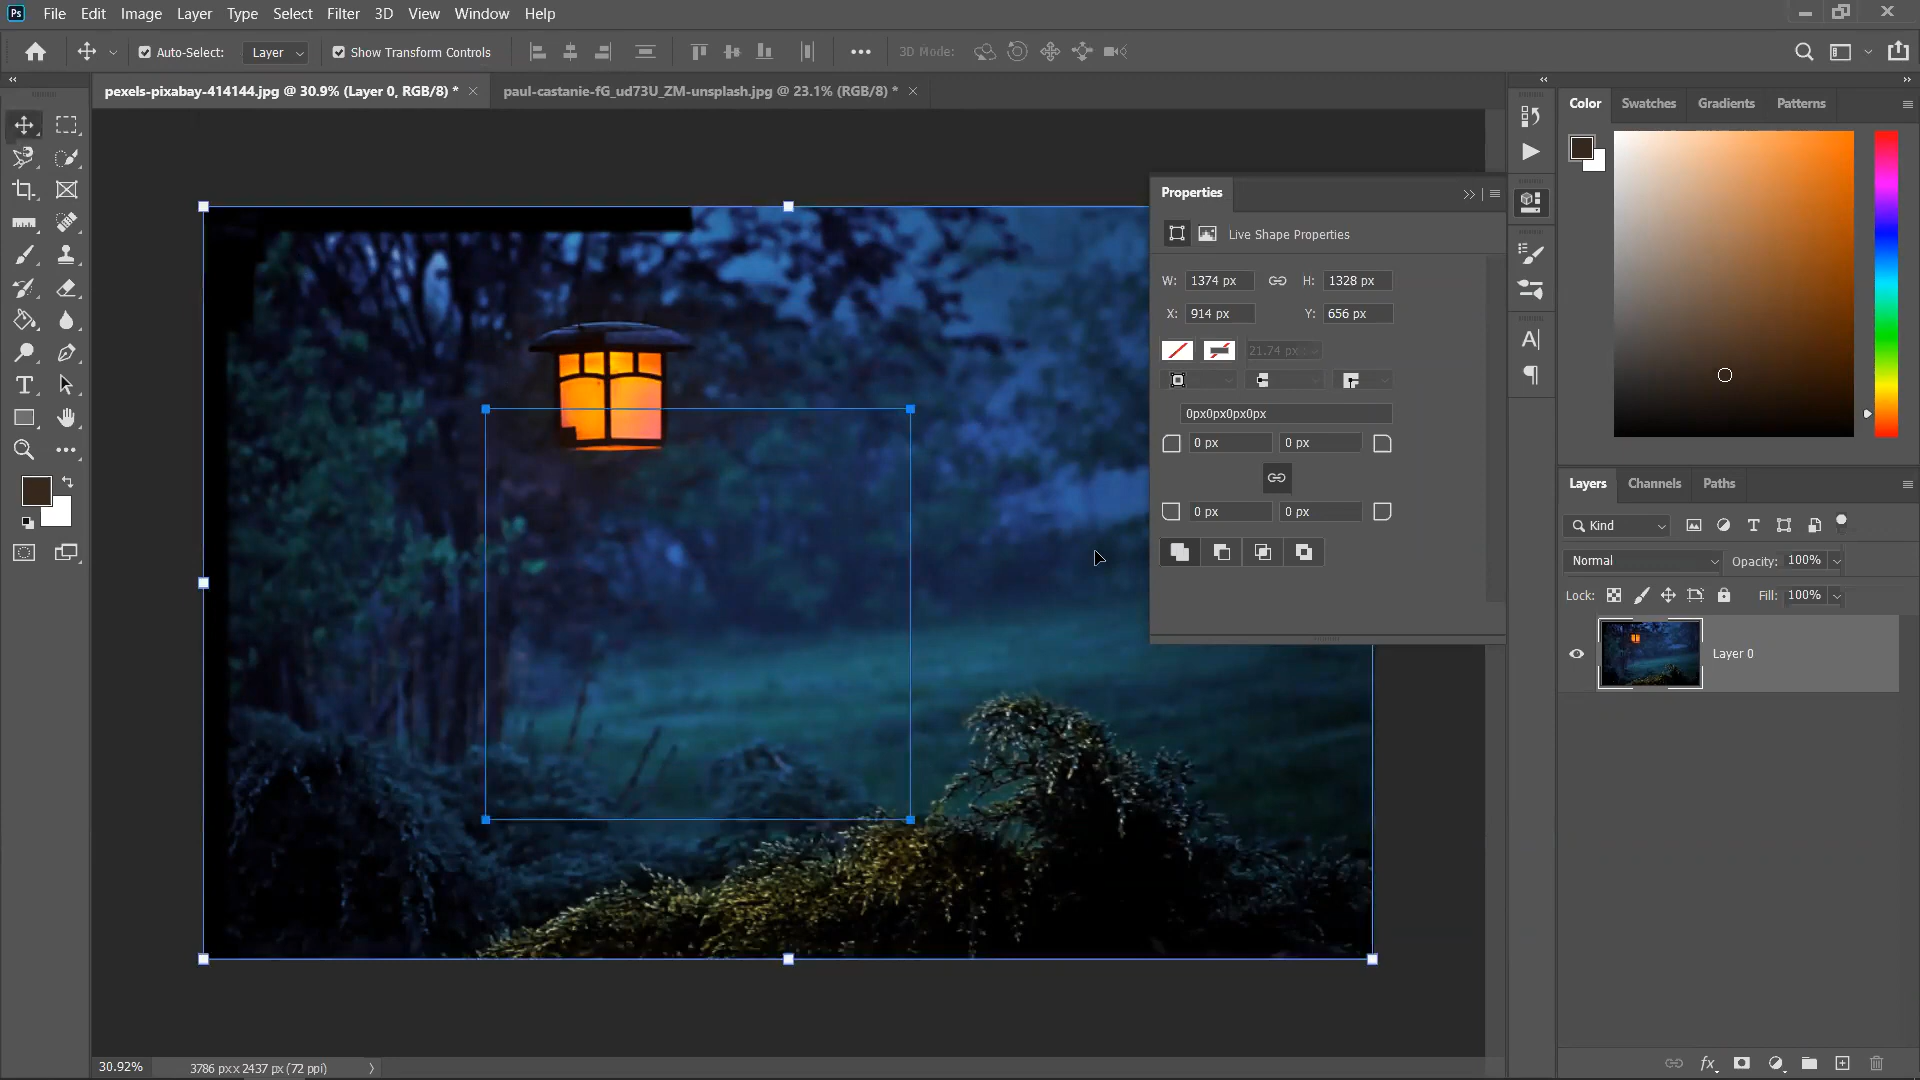 Ps File Edit Image Layer Type Select Filter 3D View Window Help
Auto-Select: Layer Show Transform Controls 3D Mode:
pexels-pixabay-414144.jpg @ 30.9% (Layer 0, RGB/8) * paul-castanie-fG_ud73U_ZM-unsplash.jpg @ 23.1% (RGB/8) *
Color Swatches Gradients Patterns
Properties
Live Shape Properties
W: 1374 px H: 1328 px
X: 914 px Y: 656 px
21.74 px
0px0px0px0px
0 px 0 px
0 px 0 px
Layers Channels Paths
Kind
Normal Opacity: 100%
Lock: Fill: 100%
Layer 0
fx
30.92% 3786 px x 2437 px (72 ppi)